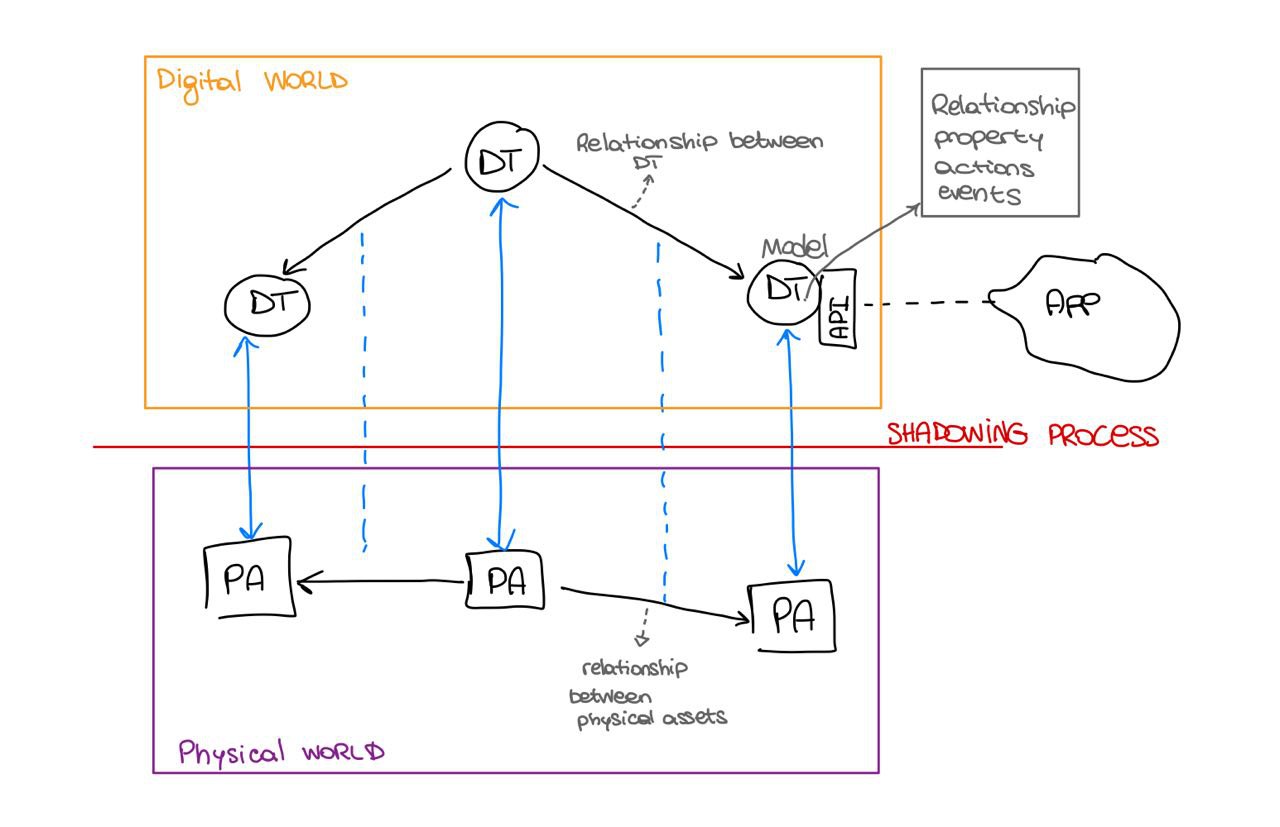 Digital WORLD
Relationship
property
actions
events
DT
Relationship between
DT
Model
DT
DT
API
APP
SHADOWING PROCESS
PA
PA
PA
relationship
between
physical assets
Physical WORLD